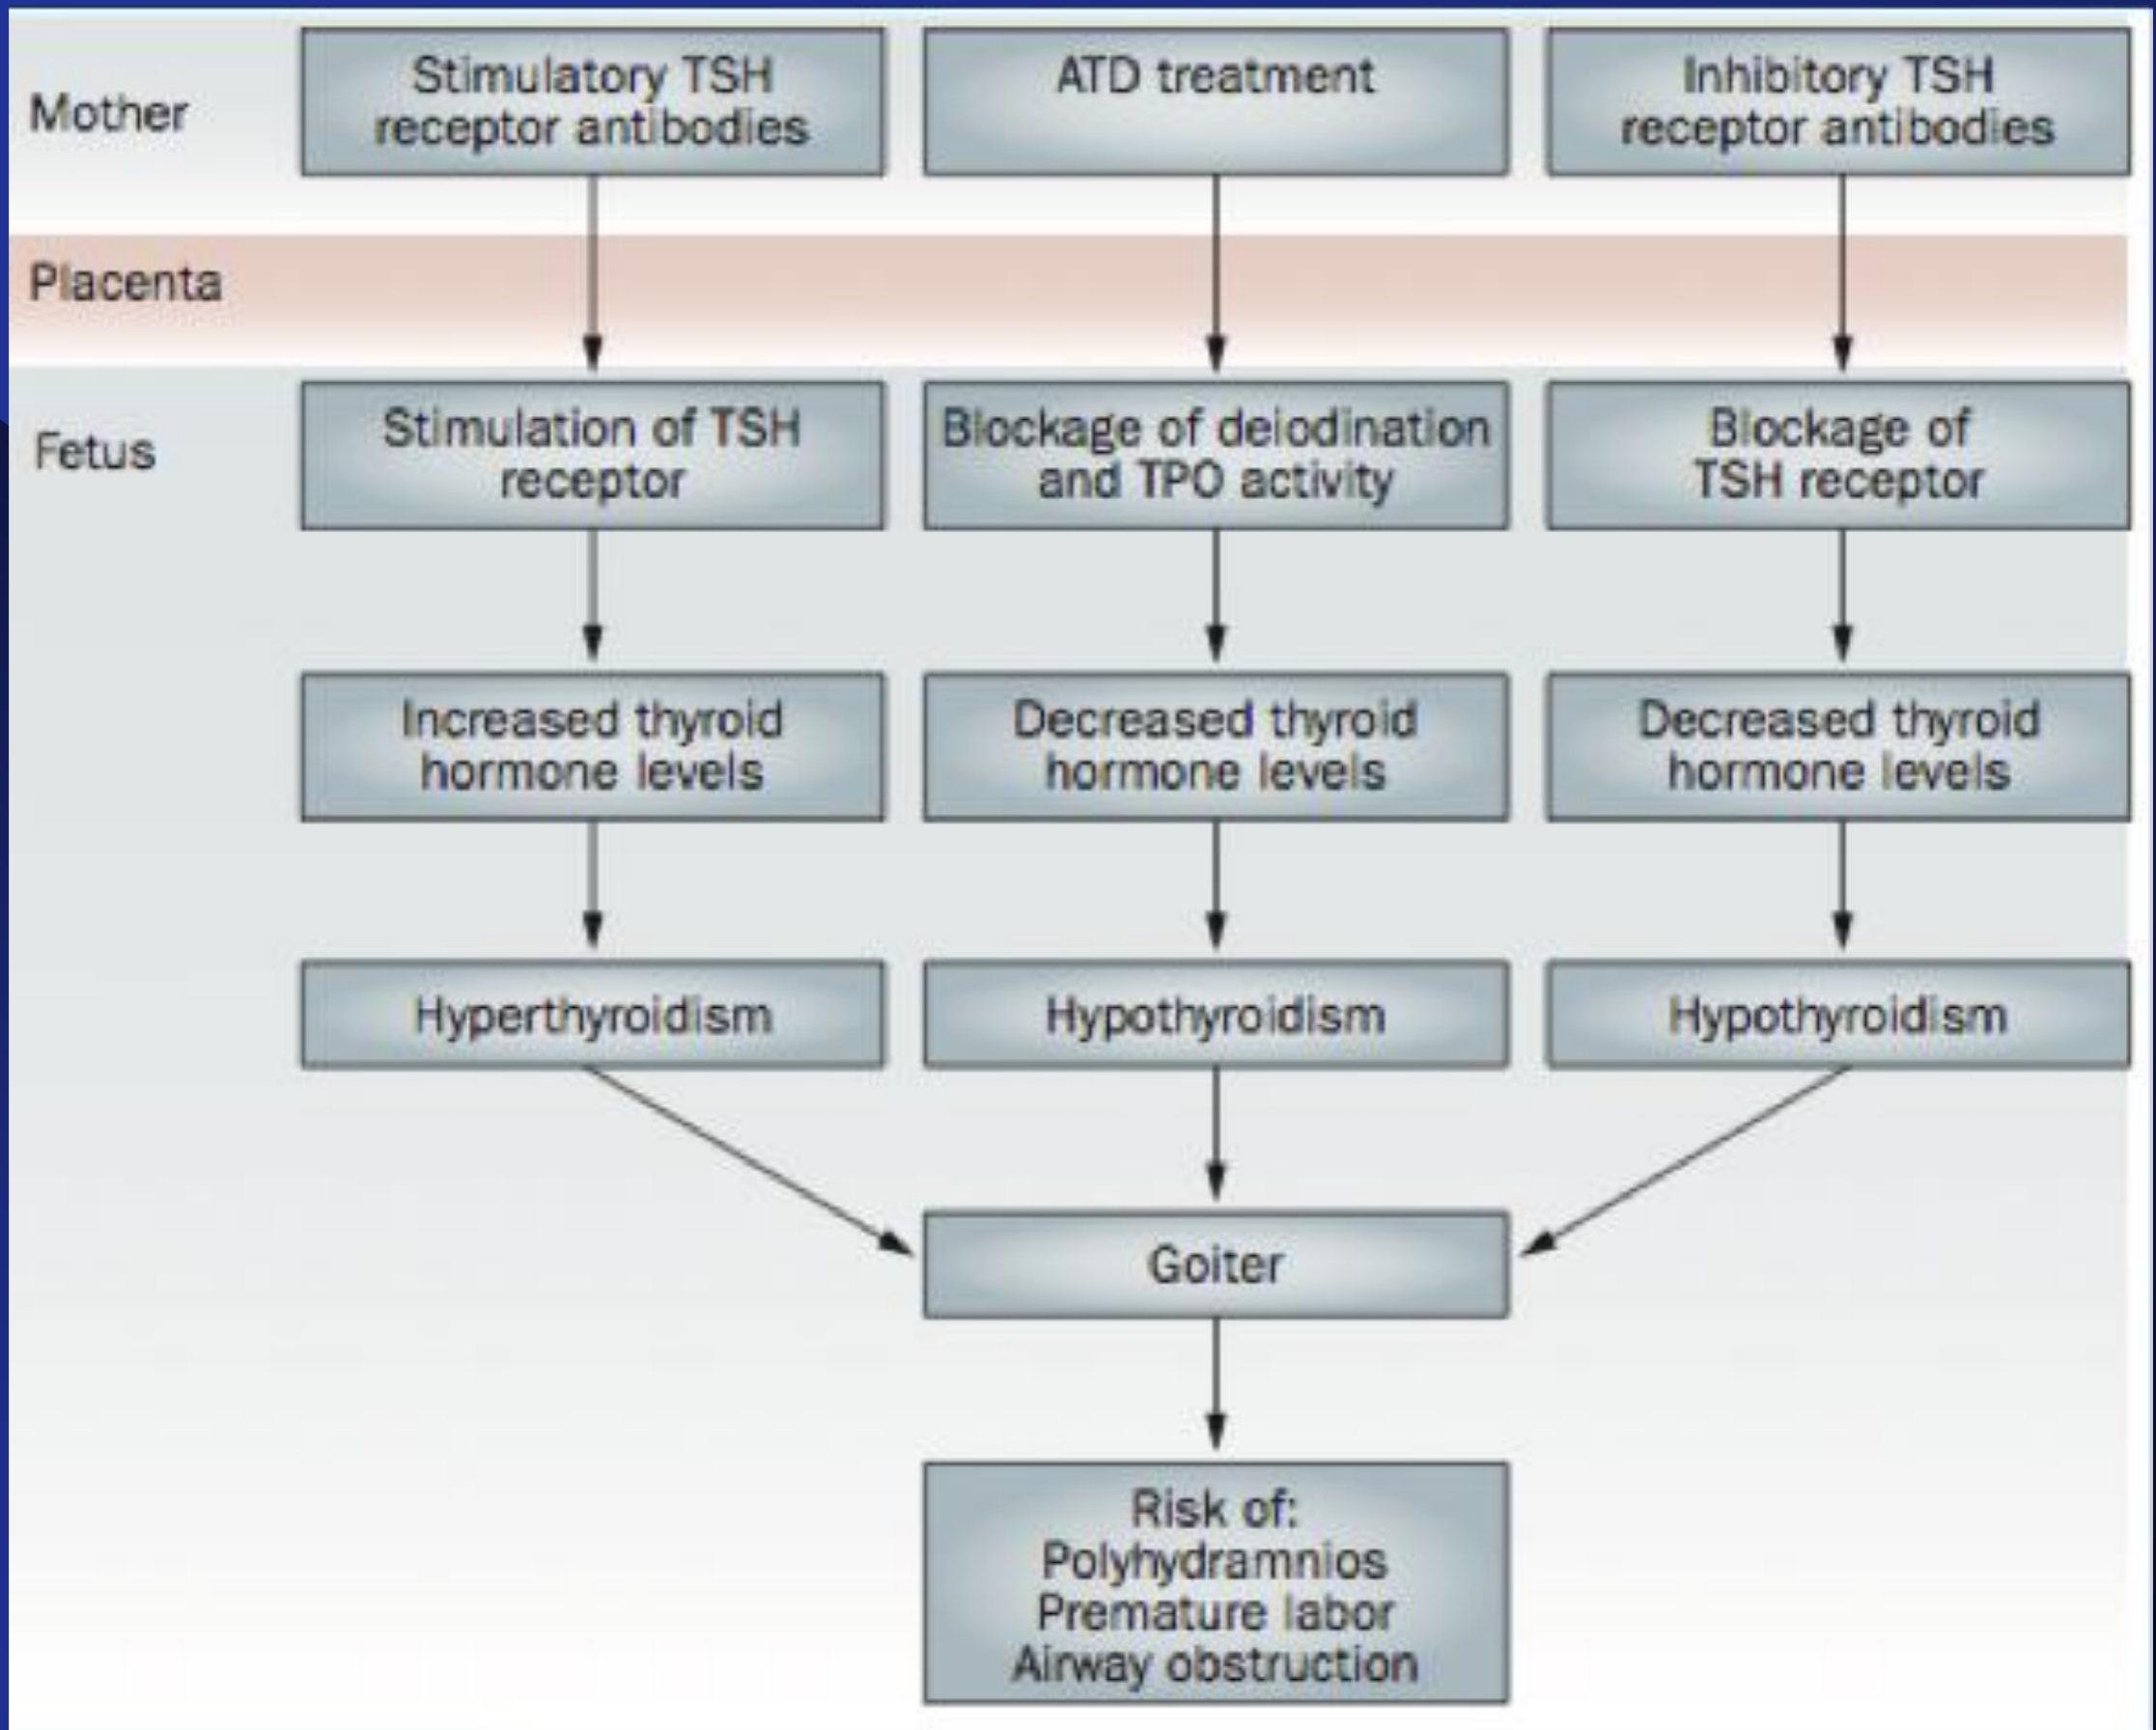 Mother
Stimulatory TSH
receptor antibodies
ATD treatment
Inhibitory TSH
receptor antibodies
Placenta
Fetus
Stimulation of TSH
receptor
Blockage of deiodination
and TPO activity
Blockage of
TSH receptor
Increased thyroid
hormone levels
Decreased thyroid
hormone levels
Decreased thyroid
hormone levels
Hyperthyroidism
Hypothyroidism
Hypothyroidism
Goiter
Risk of:
Polyhydramnios
Premature labor
Airway obstruction